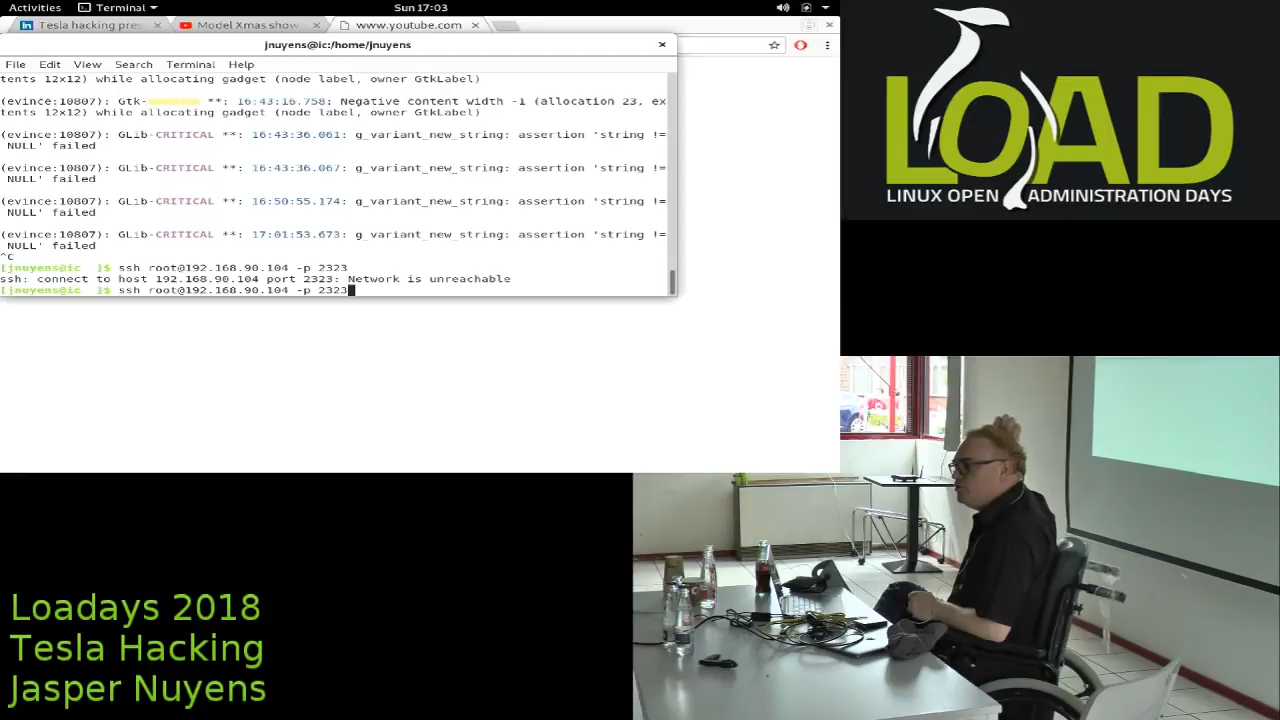 Activities Terminal Sun 17:03
Tesla hacking pres × Model Xmas show × www.youtube.com ×
jnuyens@ic:/home/jnuyens ×
File Edit View Search Terminal Help
tents 12x12) while allocating gadget (node label, owner GtkLabel)
(evince:10807): Gtk- **: 16:43:16.758: Negative content width -1 (allocation 23, ex
tents 12x12) while allocating gadget (node label, owner GtkLabel)
(evince:10807): GLib-CRITICAL **: 16:43:36.061: g_variant_new_string: assertion 'string !=
NULL' failed
(evince:10807): GLib-CRITICAL **: 16:43:36.067: g_variant_new_string: assertion 'string !=
NULL' failed
(evince:10807): GLib-CRITICAL **: 16:50:55.174: g_variant_new_string: assertion 'string !=
NULL' failed
(evince:10807): GLib-CRITICAL **: 17:01:53.673: g_variant_new_string: assertion 'string !=
NULL' failed
^C
[jnuyens@ic ]$ ssh root@192.168.90.104 -p 2323
ssh: connect to host 192.168.90.104 port 2323: Network is unreachable
[jnuyens@ic ]$ ssh root@192.168.90.104 -p 2323
LOAD
LINUX OPEN ADMINISTRATION DAYS
Loadays 2018
Tesla Hacking
Jasper Nuyens